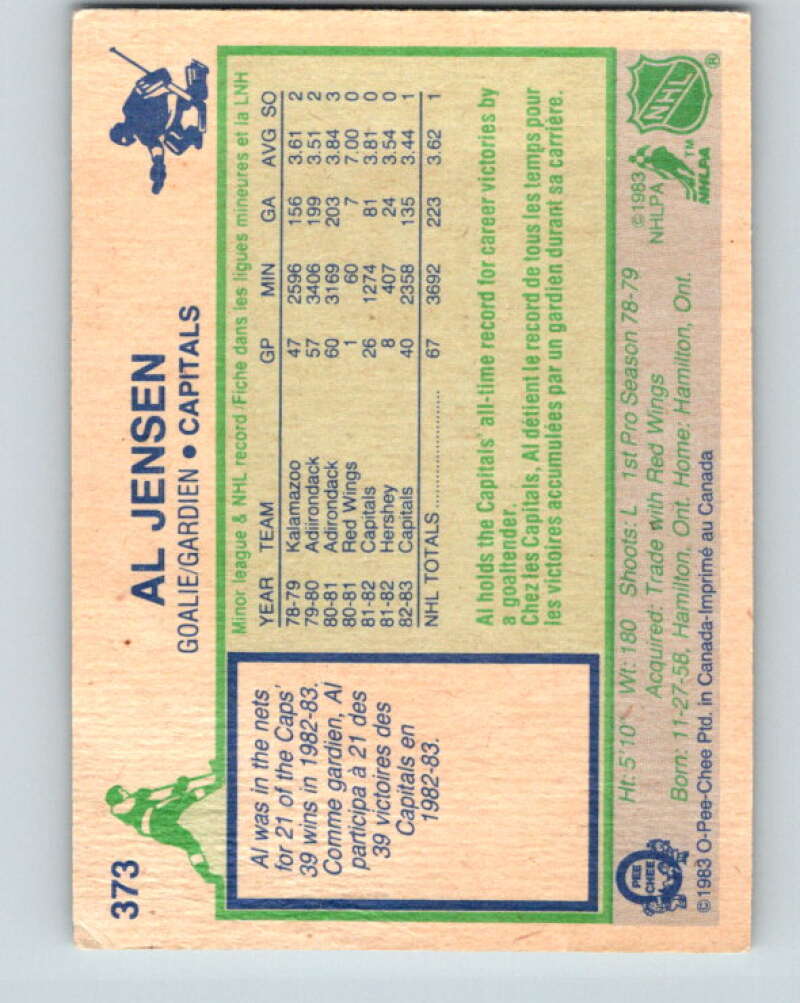 373
AL JENSEN
GOALIE/GARDIEN • CAPITALS
Al was in the nets
for 21 of the Caps'
39 wins in 1982-83.
Comme gardien, Al
participa à 21 des
39 victoires des
Capitals en
1982-83.
Minor league & NHL record/Fiche dans les ligues mineures et la LNH
YEAR TEAM GP MIN GA AVG SO
78-79 Kalamazoo 47 2596 156 3.61 2
79-80 Adiirondack 57 3406 199 3.51 2
80-81 Adirondack 60 3169 203 3.84 3
80-81 Red Wings 1 60 7 7.00 0
81-82 Capitals 26 1274 81 3.81 0
81-82 Hershey 8 407 24 3.54 0
82-83 Capitals 40 2358 135 3.44 1
NHL TOTALS 67 3692 223 3.62 1
Al holds the Capitals' all-time record for career victories by
a goaltender.
Chez les Capitals, Al détient le record de tous les temps pour
les victoires accumulées par un gardien durant sa carrière.
Ht: 5'10" Wt: 180 Shoots: L 1st Pro Season 78-79
Acquired: Trade with Red Wings
Born: 11-27-58, Hamilton, Ont. Home: Hamilton, Ont.
©1983 O-Pee-Chee Ptd. in Canada-Imprimé au Canada
O
PEE
CHEE
©1983
NHLPA
NHL ®
TM
NHLPA